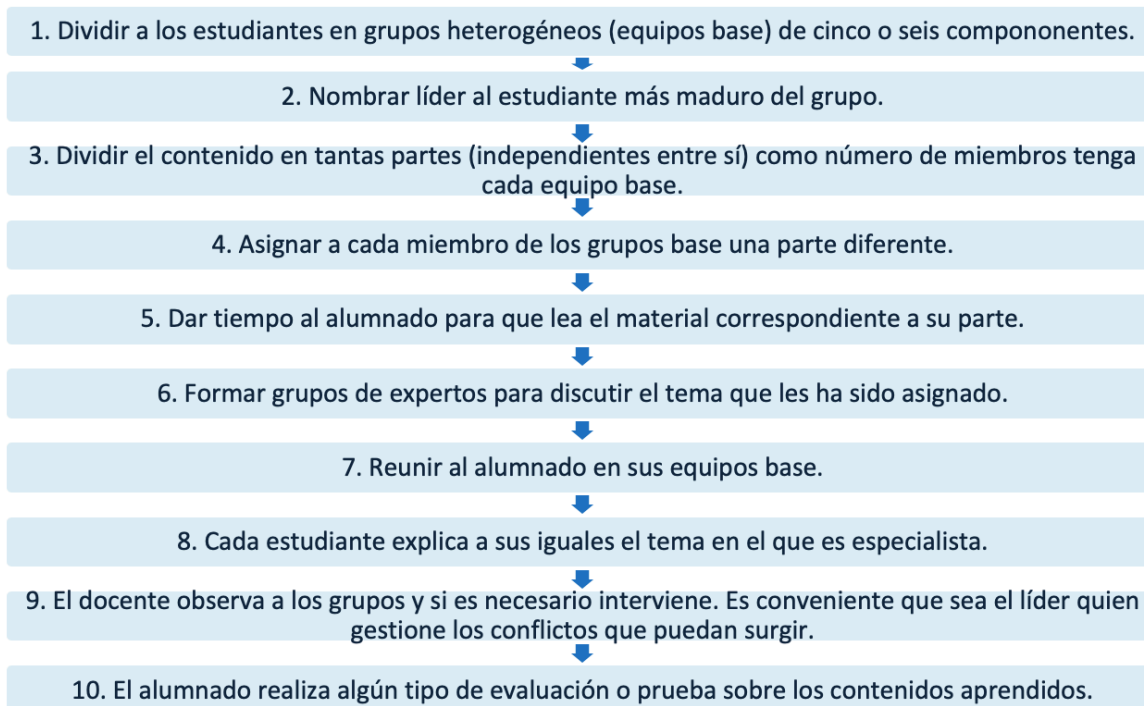 1. Dividir a los estudiantes en grupos heterogéneos (equipos base) de cinco o seis compononentes.
2. Nombrar líder al estudiante más maduro del grupo.
3. Dividir el contenido en tantas partes (independientes entre sí) como número de miembros tenga
cada equipo base.
4. Asignar a cada miembro de los grupos base una parte diferente.
5. Dar tiempo al alumnado para que lea el material correspondiente a su parte.
6. Formar grupos de expertos para discutir el tema que les ha sido asignado.
7. Reunir al alumnado en sus equipos base.
8. Cada estudiante explica a sus iguales el tema en el que es especialista.
9. El docente observa a los grupos y si es necesario interviene. Es conveniente que sea el líder quien
gestione los conflictos que puedan surgir.
10. El alumnado realiza algún tipo de evaluación o prueba sobre los contenidos aprendidos.